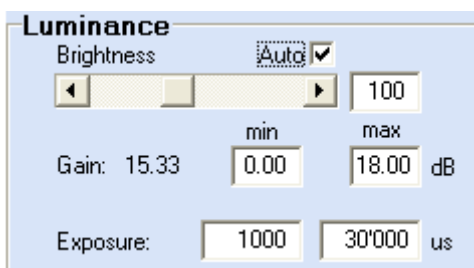 Luminance
Brightness Auto
100
min max
Gain: 15.33 0.00 18.00 dB
Exposure: 1000 30'000 us